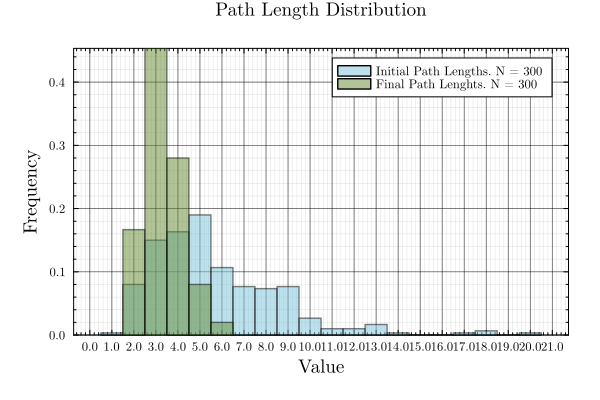 Path Length Distribution
Initial Path Lengths. N = 300
Final Path Lenghts. N = 300
0.4
0.3
0.2
0.1
0.0
Frequency
0.0 1.0 2.0 3.0 4.0 5.0 6.0 7.0 8.0 9.0 10.0 11.0 12.0 13.0 14.0 15.0 16.0 17.0 18.0 19.0 20.0 21.0
Value